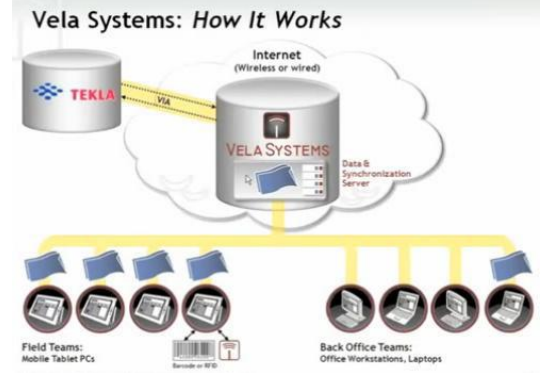 Vela Systems: How It Works
Internet
(Wireless or wired)
TEKLA
VIA
VELA SYSTEMS
Data &
Synchronization
Server
Field Teams:
Mobile Tablet PCs
Barcode or RFID
Back Office Teams:
Office Workstations, Laptops